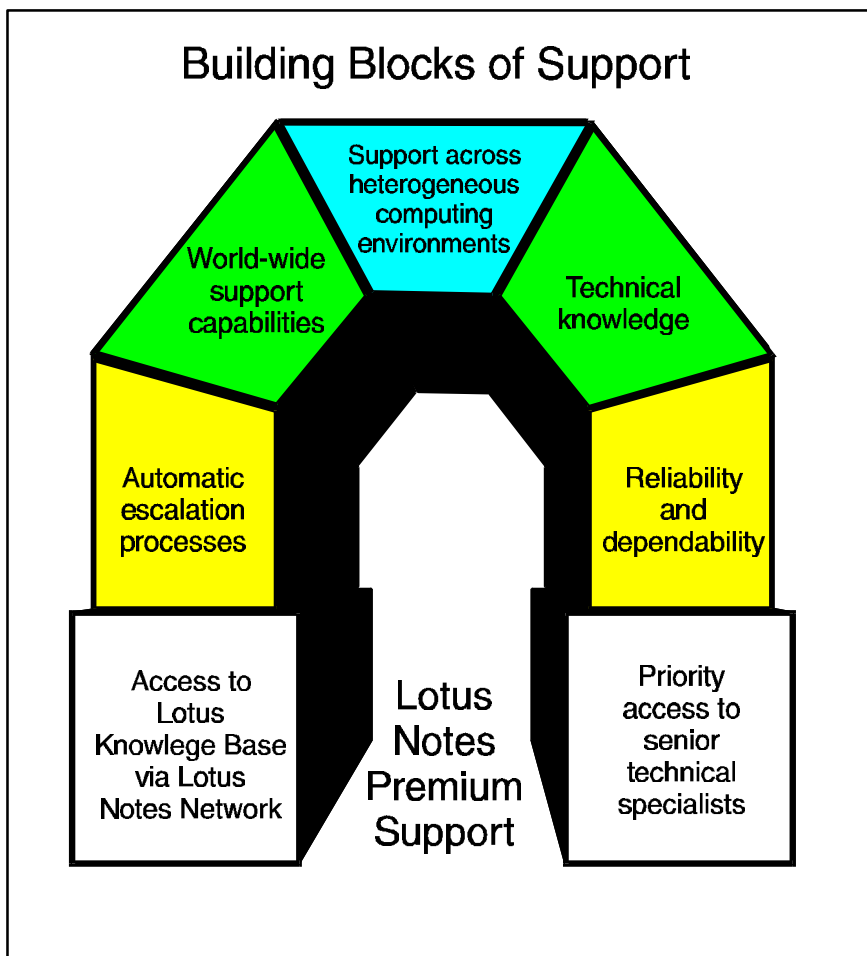 Building Blocks of Support
Support across
heterogeneous
computing
environments
World-wide
support
capabilities
Technical
knowledge
Automatic
escalation
processes
Reliability
and
dependability
Access to
Lotus
Knowlege Base
via Lotus
Notes Network
Lotus
Notes
Premium
Support
Priority
access to
senior
technical
specialists